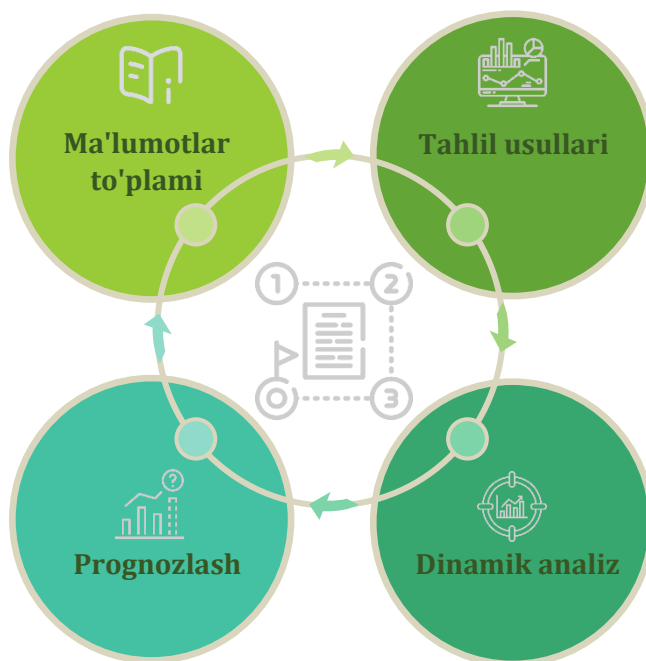 Ma'lumotlar
to'plami
Tahlil usullari
1
2
3
?
Prognozlash
Dinamik analiz